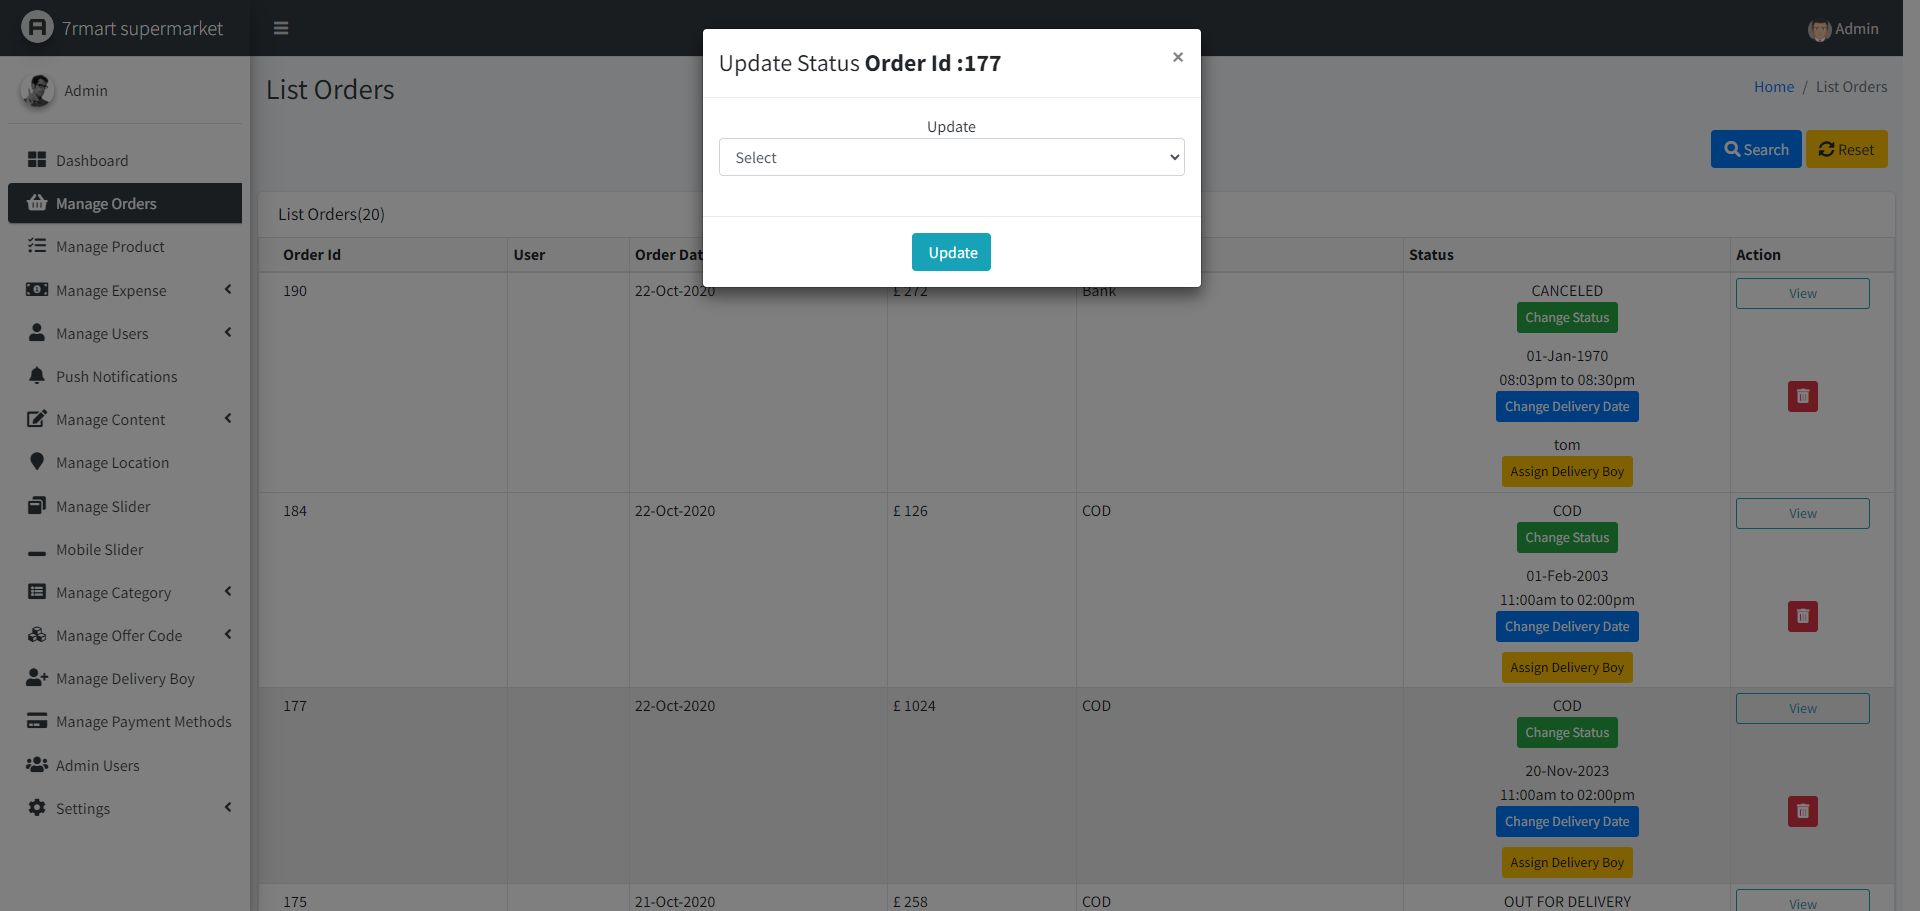 7rmart supermarket
Admin
Update Status Order Id :177
×
Update
Select
Update
Admin
Dashboard
Manage Orders
Manage Product
Manage Expense
Manage Users
Push Notifications
Manage Content
Manage Location
Manage Slider
Mobile Slider
Manage Category
Manage Offer Code
Manage Delivery Boy
Manage Payment Methods
Admin Users
Settings
List Orders
Home / List Orders
Search Reset
List Orders(20)
Order Id User Order Dat Status Action
190 22-Oct-2020 £ 272 Bank CANCELED View
Change Status
01-Jan-1970
08:03pm to 08:30pm
Change Delivery Date
tom
Assign Delivery Boy
184 22-Oct-2020 £ 126 COD COD View
Change Status
01-Feb-2003
11:00am to 02:00pm
Change Delivery Date
Assign Delivery Boy
177 22-Oct-2020 £ 1024 COD COD View
Change Status
20-Nov-2023
11:00am to 02:00pm
Change Delivery Date
Assign Delivery Boy
175 21-Oct-2020 £ 258 COD OUT FOR DELIVERY View